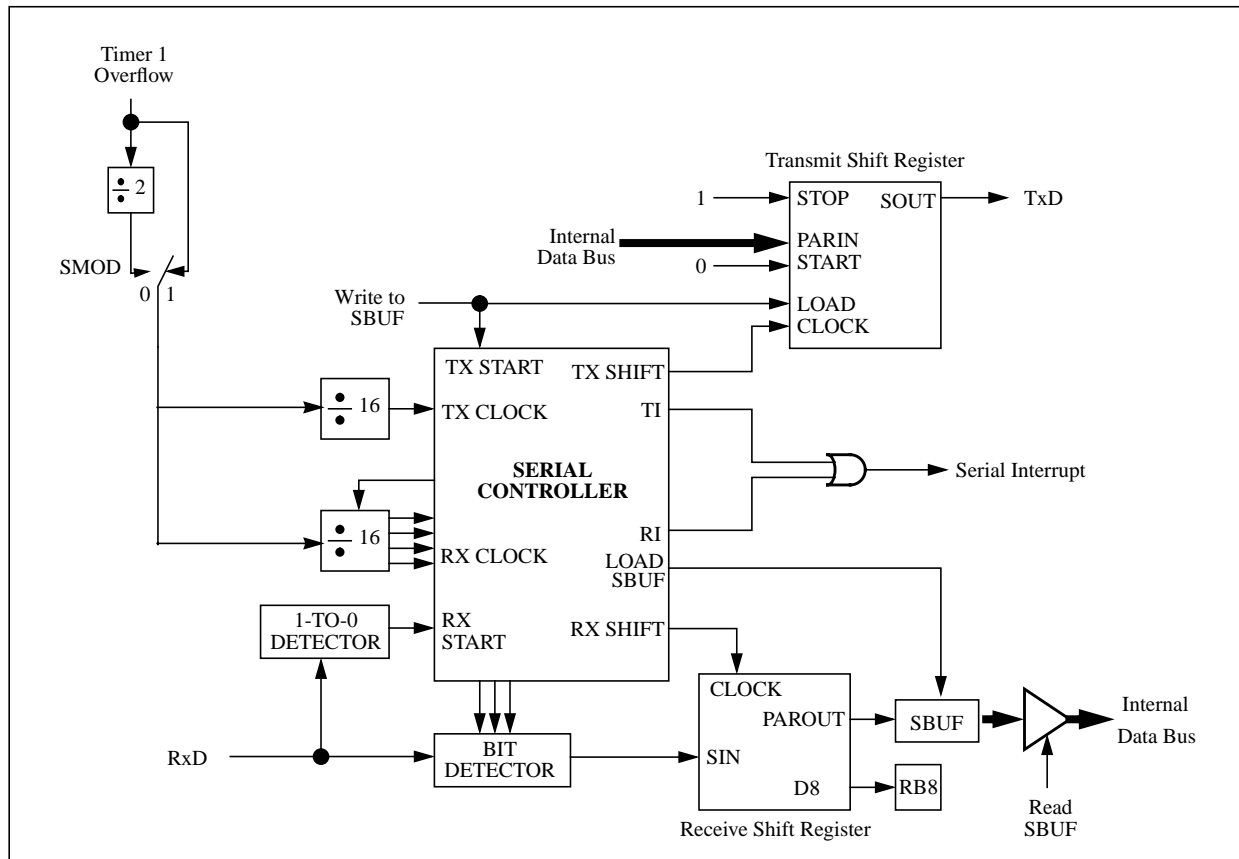 Timer 1
Overflow
÷ 2
SMOD
0 1
Transmit Shift Register
1
STOP
SOUT
TxD
Internal
Data Bus
PARIN
0
START
Write to
SBUF
LOAD
CLOCK
TX START
TX SHIFT
÷ 16
TX CLOCK
TI
SERIAL
CONTROLLER
Serial Interrupt
÷ 16
RX CLOCK
RI
LOAD
SBUF
1-TO-0
DETECTOR
RX
START
RX SHIFT
CLOCK
PAROUT
SBUF
Internal
Data Bus
RxD
BIT
DETECTOR
SIN
D8
RB8
Read
SBUF
Receive Shift Register